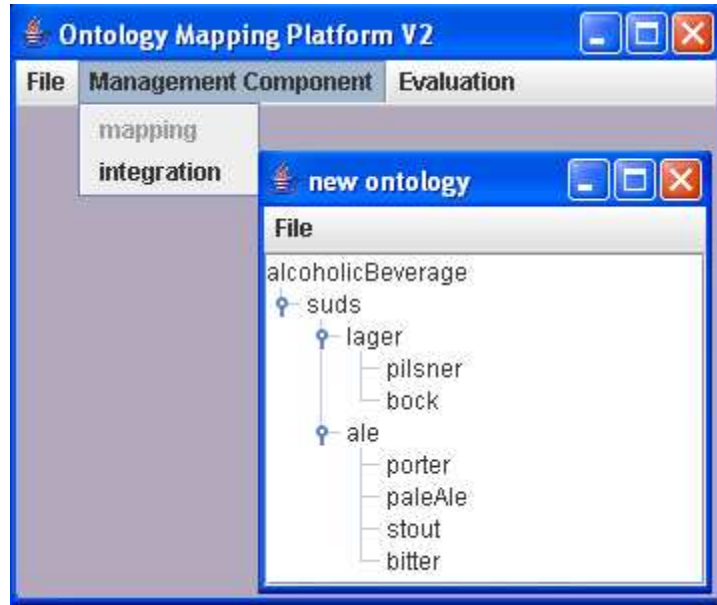 Ontology Mapping Platform V2
File Management Component Evaluation
mapping
integration
new ontology
File
alcoholicBeverage
suds
lager
pilsner
bock
ale
porter
paleAle
stout
bitter